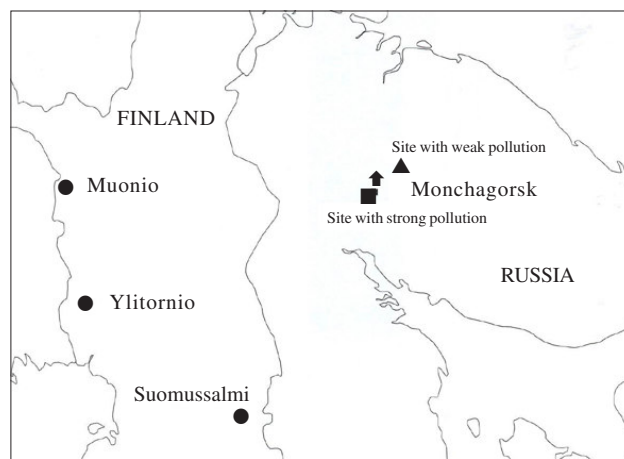 FINLAND
Site with weak pollution
Muonio
Monchagorsk
Site with strong pollution
RUSSIA
Ylitornio
Suomussalmi